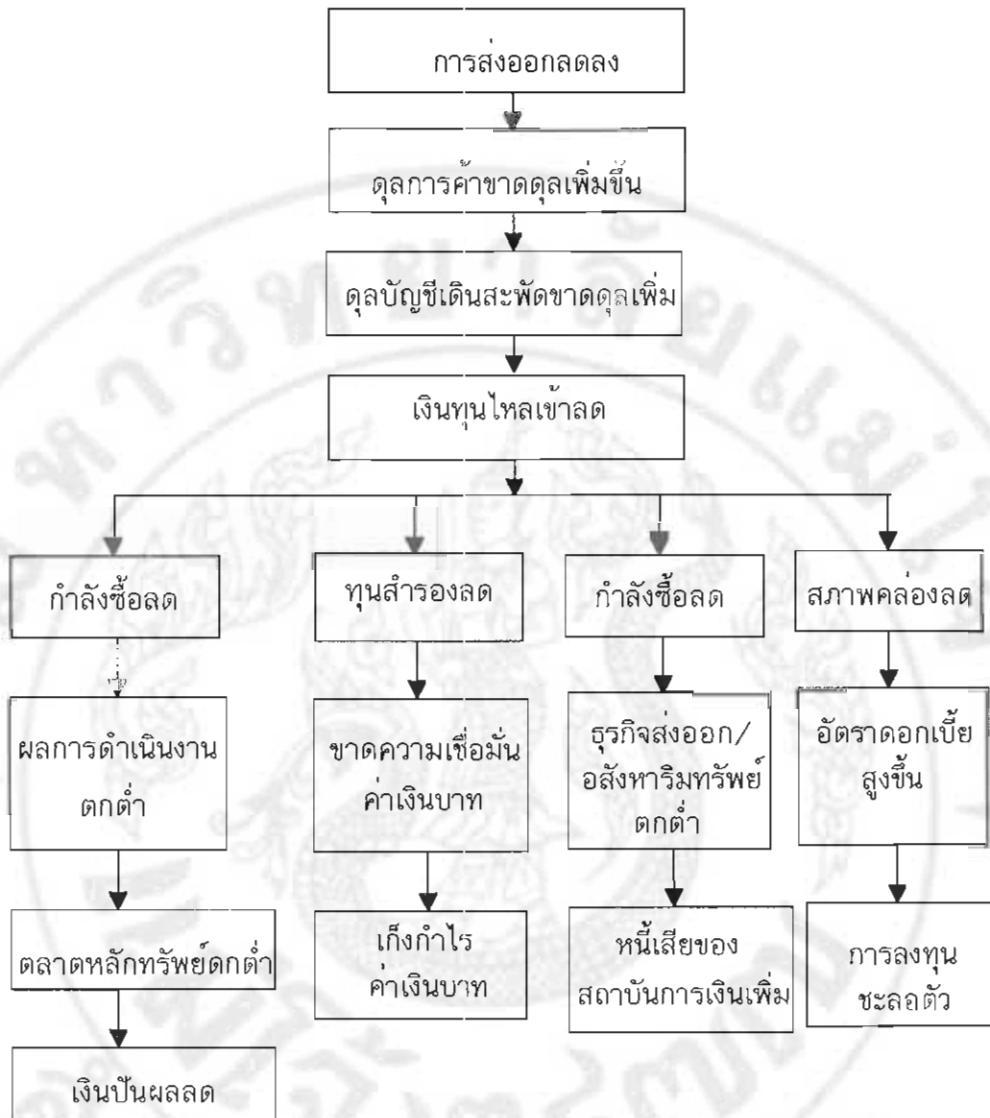 การส่งออกลดลง
ดุลการค้าขาดดุลเพิ่มขึ้น
ดุลบัญชีเดินสะพัดขาดดุลเพิ่ม
เงินทุนไหลเข้าลด
กำลังซื้อลด
ทุนสำรองลด
กำลังซื้อลด
สภาพคล่องลด
ผลการดำเนินงาน
ตกต่ำ
ขาดความเชื่อมั่น
ค่าเงินบาท
ธุรกิจส่งออก/
อสังหาริมทรัพย์
ตกต่ำ
อัตราดอกเบี้ย
สูงขึ้น
ตลาตหลักทรัพย์ดกต่ำ
เก็งกำไร
ค่าเงินบาท
หนี้เสียของ
สถาบันการเงินเพิ่ม
การลงทุน
ชะลอตัว
เงินปันผลลด